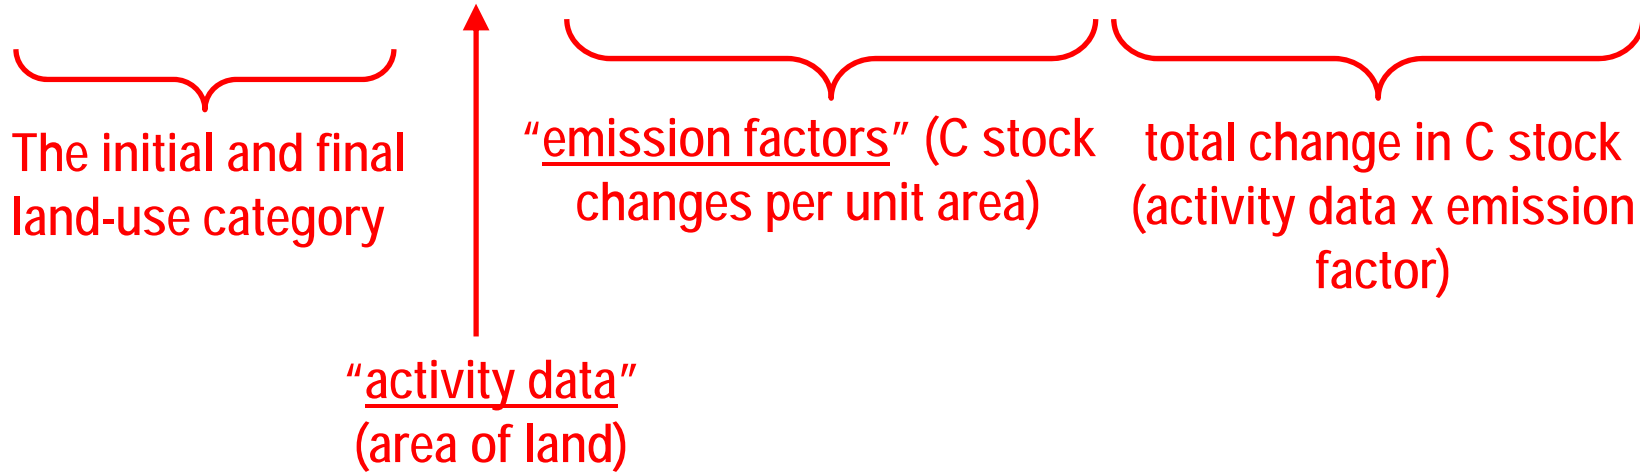 The initial and final
land-use category
“emission factors” (C stock
changes per unit area)
total change in C stock
(activity data x emission
factor)
“activity data”
(area of land)